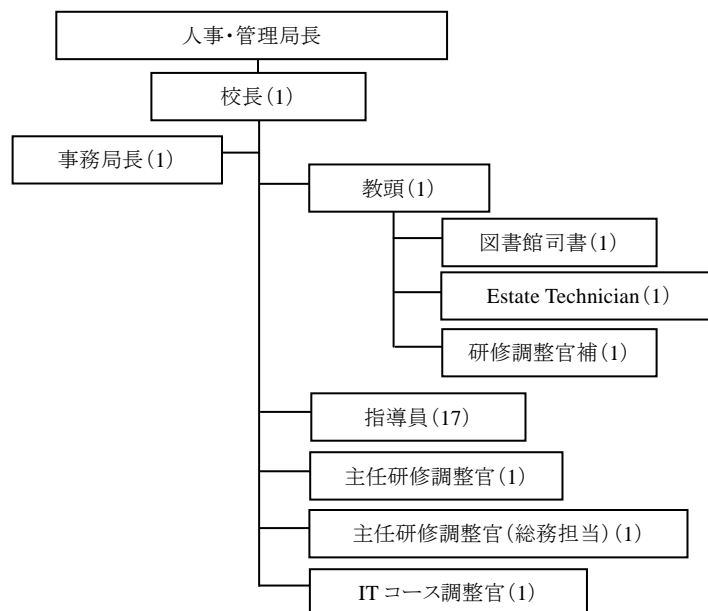 人事・管理局長
校長(1)
事務局長(1)
教頭(1)
図書館司書(1)
Estate Technician(1)
研修調整官補(1)
指導員(17)
主任研修調整官(1)
主任研修調整官(総務担当)(1)
IT コース調整官(1)